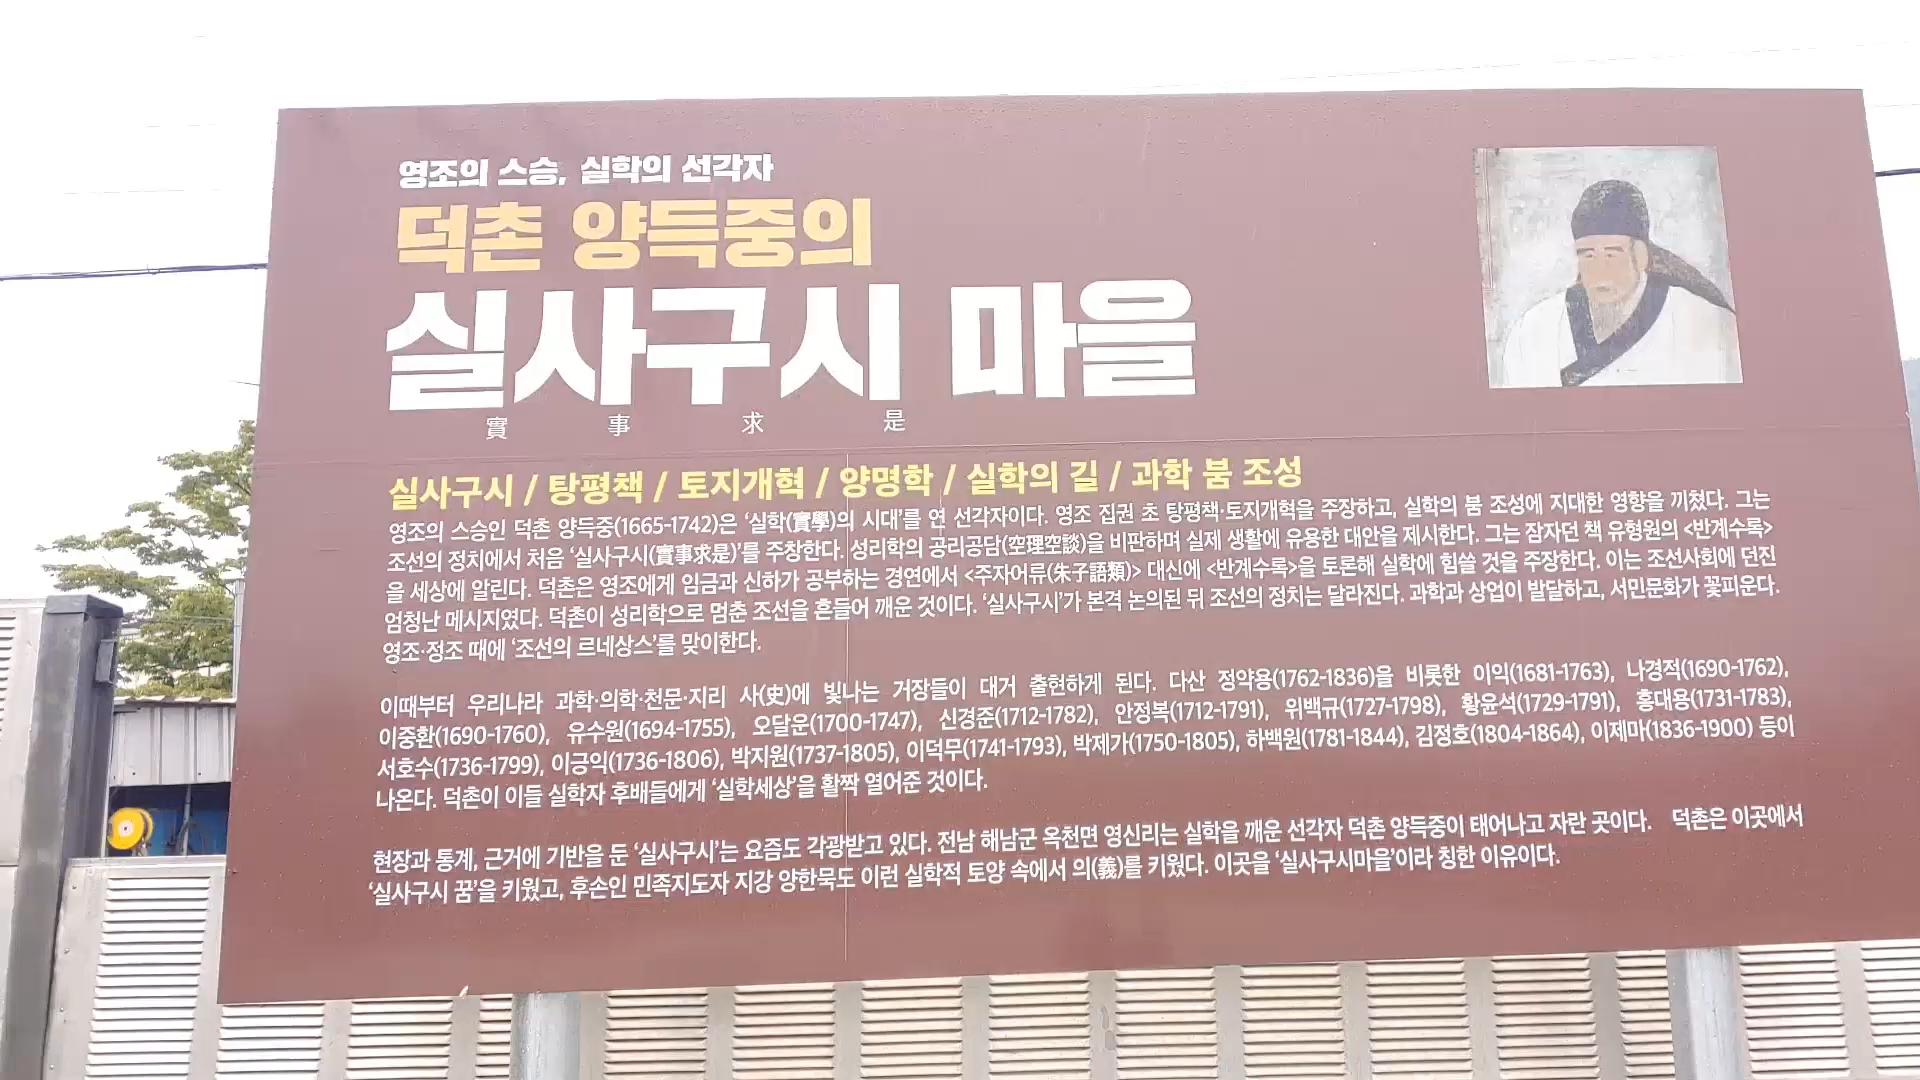 영조의 스승, 실학의 선각자
덕촌 양득중의
실사구시 마을
實 事 求 是
실사구시 / 탕평책 / 토지개혁 / 양명학 / 실학의 길 / 과학 붐 조성
영조의 스승인 덕촌 양득중(1665-1742)은 ‘실학(實學)의 시대’를 연 선각자이다. 영조 집권 초 탕평책·토지개혁을 주장하고, 실학의 붐 조성에 지대한 영향을 끼쳤다. 그는
조선의 정치에서 처음 ‘실사구시(實事求是)’를 주창한다. 성리학의 공리공담(空理空談)을 비판하며 실제 생활에 유용한 대안을 제시한다. 그는 잠자던 책 유형원의 <반계수록>
을 세상에 알린다. 덕촌은 영조에게 임금과 신하가 공부하는 경연에서 <주자어류(朱子語類)> 대신에 <반계수록>을 토론해 실학에 힘쓸 것을 주장한다. 이는 조선사회에 던진
엄청난 메시지였다. 덕촌이 성리학으로 멈춘 조선을 흔들어 깨운 것이다. ‘실사구시’가 본격 논의된 뒤 조선의 정치는 달라진다. 과학과 상업이 발달하고, 서민문화가 꽃피운다.
영조·정조 때에 ‘조선의 르네상스’를 맞이한다.
이때부터 우리나라 과학·의학·천문·지리 사(史)에 빛나는 거장들이 대거 출현하게 된다. 다산 정약용(1762-1836)을 비롯한 이익(1681-1763), 나경적(1690-1762),
이중환(1690-1760), 유수원(1694-1755), 오달운(1700-1747), 신경준(1712-1782), 안정복(1712-1791), 위백규(1727-1798), 황윤석(1729-1791), 홍대용(1731-1783),
서호수(1736-1799), 이긍익(1736-1806), 박지원(1737-1805), 이덕무(1741-1793), 박제가(1750-1805), 하백원(1781-1844), 김정호(1804-1864), 이제마(1836-1900) 등이
나온다. 덕촌이 이들 실학자 후배들에게 ‘실학세상’을 활짝 열어준 것이다.
현장과 통계, 근거에 기반을 둔 ‘실사구시’는 요즘도 각광받고 있다. 전남 해남군 옥천면 영신리는 실학을 깨운 선각자 덕촌 양득중이 태어나고 자란 곳이다. 덕촌은 이곳에서
‘실사구시 꿈’을 키웠고, 후손인 민족지도자 지강 양한묵도 이런 실학적 토양 속에서 의(義)를 키웠다. 이곳을 ‘실사구시마을’이라 칭한 이유이다.